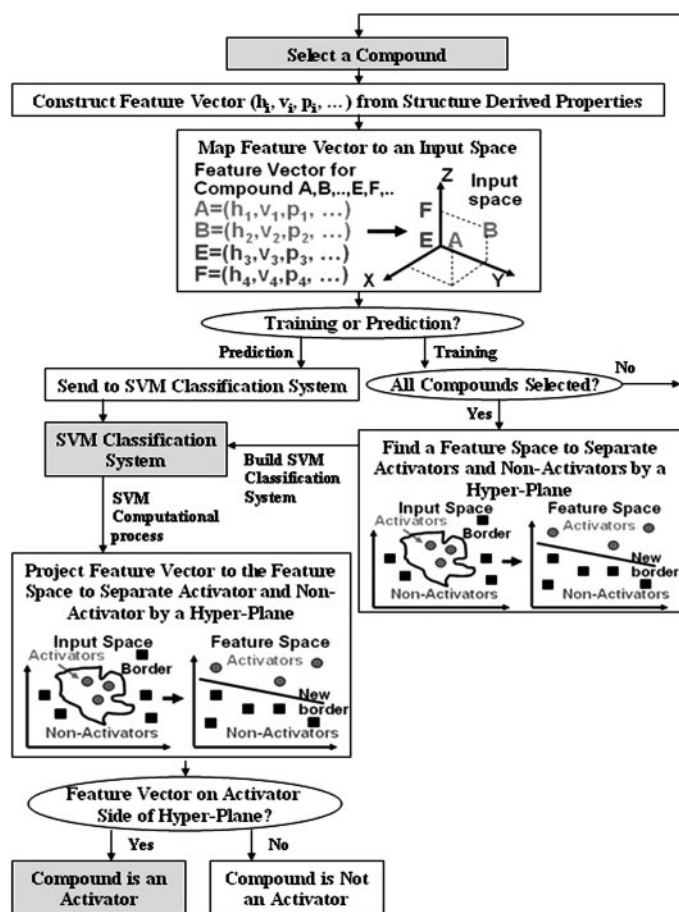 Select a Compound
Construct Feature Vector (hi, vi, pi, ...) from Structure Derived Properties
Map Feature Vector to an Input Space
Feature Vector for
Compound A,B,..,E,F,..
A=(h1,v1,p1, ...)
B=(h2,v2,p2, ...)
E=(h3,v3,p3, ...)
F=(h4,v4,p4, ...)
Z
Input
space
F
B
E
A
X
Y
Training or Prediction?
Prediction
Training
No
Send to SVM Classification System
All Compounds Selected?
Yes
SVM Classification
System
Build SVM
Classification
System
Find a Feature Space to Separate
Activators and Non-Activators by a
Hyper-Plane
Input Space
Activators
Border
Non-Activators
Feature Space
Activators
New
border
Non-Activators
SVM
Computational
process
Project Feature Vector to the Feature
Space to Separate Activator and Non-
Activator by a Hyper-Plane
Input Space
Activators
Border
Non-Activators
Feature Space
Activators
New
border
Non-Activators
Feature Vector on Activator
Side of Hyper-Plane?
Yes
No
Compound is an
Activator
Compound is Not
an Activator